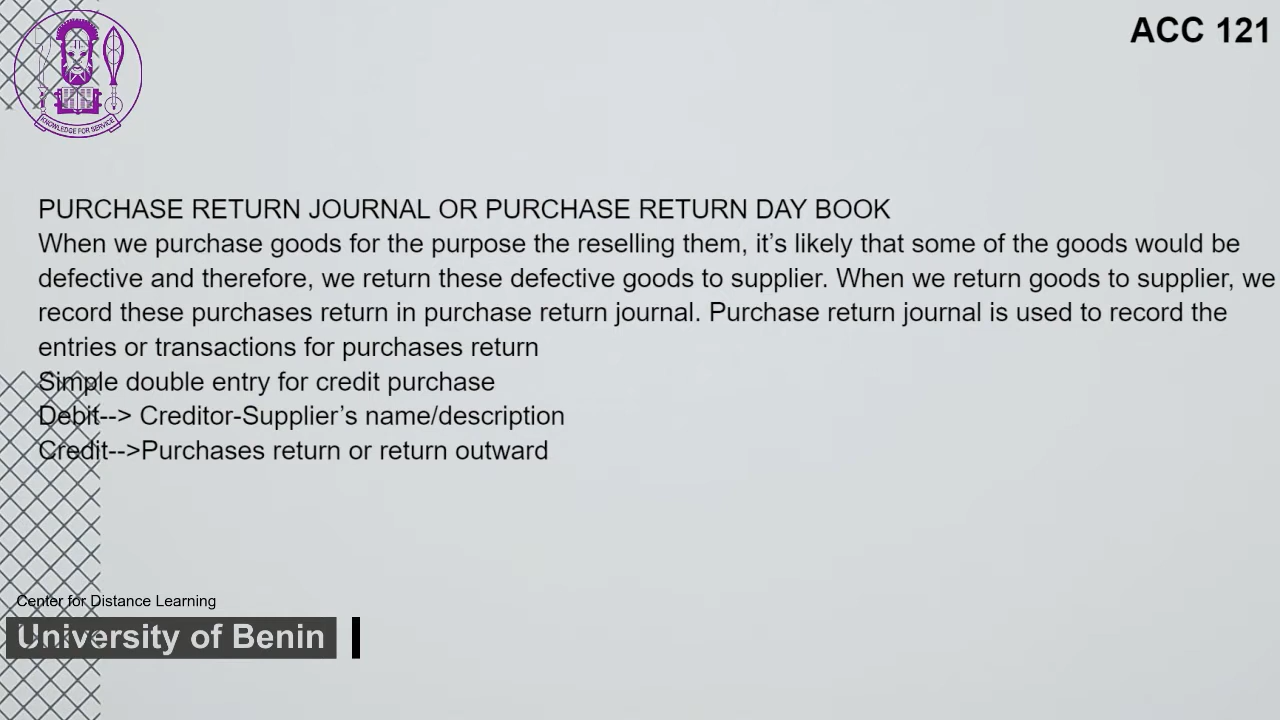 ACC 121
KNOWLEDGE FOR SERVICE
PURCHASE RETURN JOURNAL OR PURCHASE RETURN DAY BOOK
When we purchase goods for the purpose the reselling them, it’s likely that some of the goods would be
defective and therefore, we return these defective goods to supplier. When we return goods to supplier, we
record these purchases return in purchase return journal. Purchase return journal is used to record the
entries or transactions for purchases return
Simple double entry for credit purchase
Debit--> Creditor-Supplier’s name/description
Credit-->Purchases return or return outward
Center for Distance Learning
University of Benin